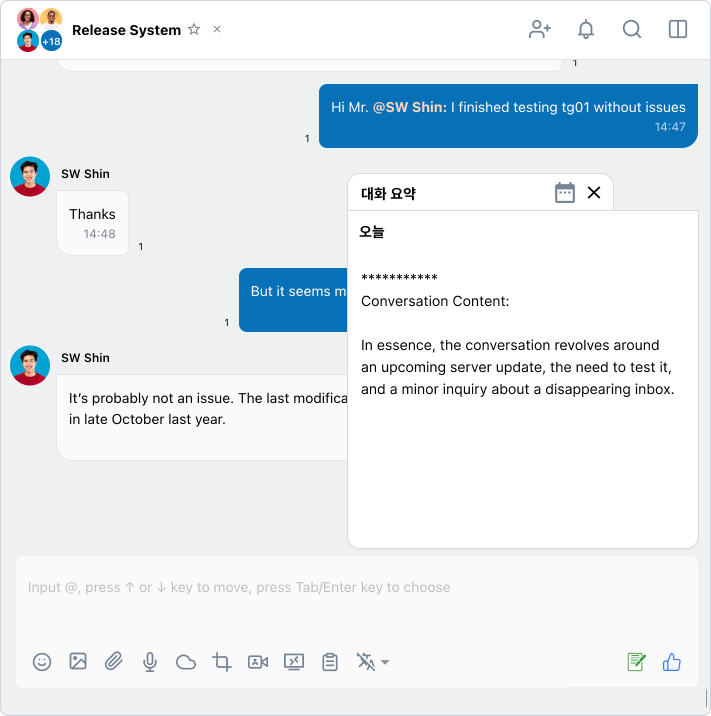 +18
Release System
1
Hi Mr. @SW Shin: I finished testing tg01 without issues
14:47
1
SW Shin
Thanks
14:48
1
대화 요약
오늘
***********
Conversation Content:
In essence, the conversation revolves around
an upcoming server update, the need to test it,
and a minor inquiry about a disappearing inbox.
But it seems m
1
SW Shin
It's probably not an issue. The last modifica
in late October last year.
Input @, press ↑ or ↓ key to move, press Tab/Enter key to choose